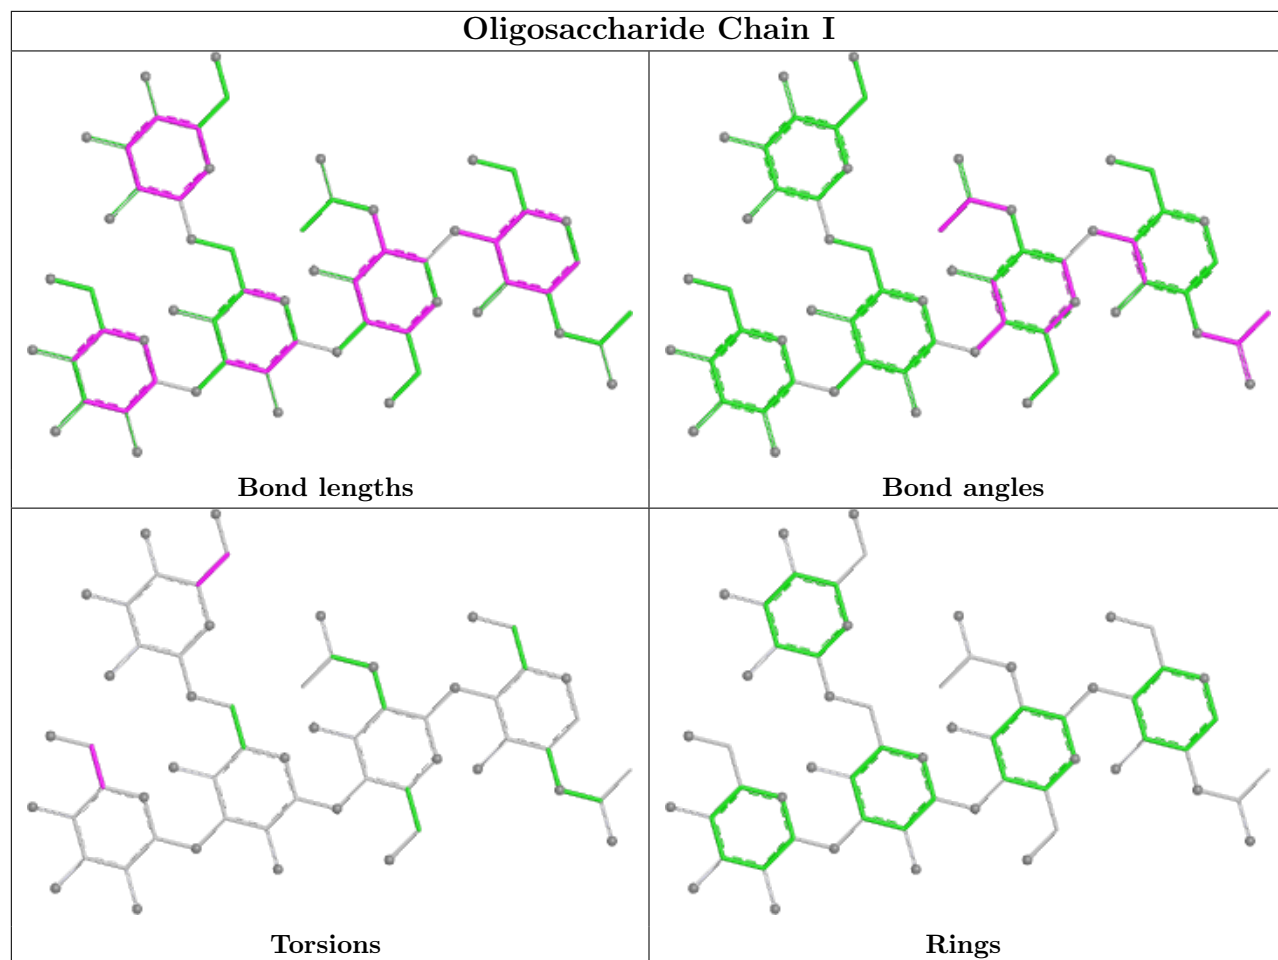 Oligosaccharide Chain I
Bond lengths
Bond angles
Torsions
Rings